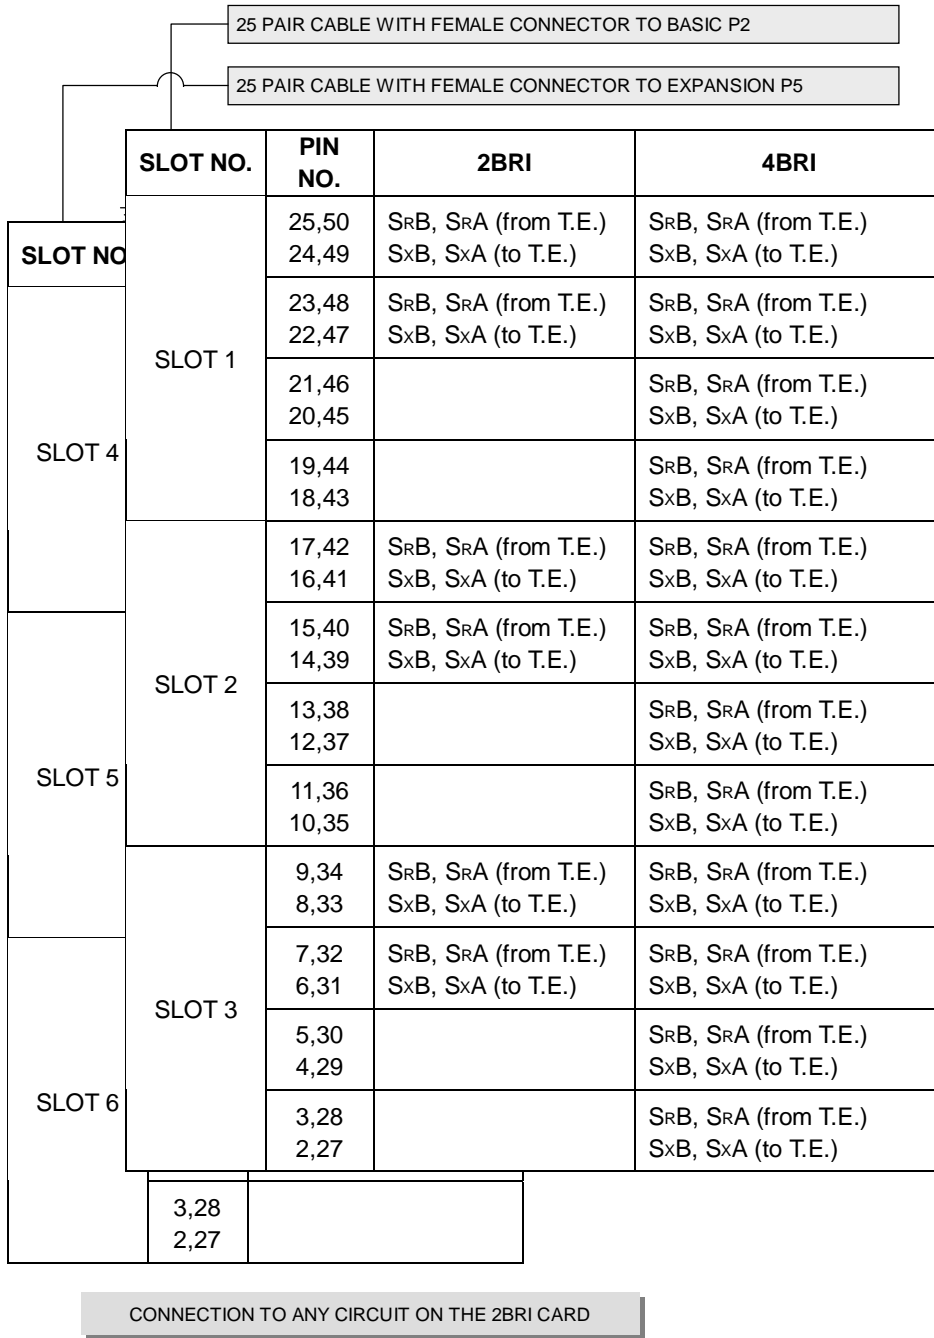 25 PAIR CABLE WITH FEMALE CONNECTOR TO BASIC P2
25 PAIR CABLE WITH FEMALE CONNECTOR TO EXPANSION P5
SLOT NO. PIN NO. 2BRI 4BRI
SLOT 1
25,50 SRB, SRA (from T.E.) SRB, SRA (from T.E.)
24,49 SXB, SXA (to T.E.) SXB, SXA (to T.E.)
23,48 SRB, SRA (from T.E.) SRB, SRA (from T.E.)
22,47 SXB, SXA (to T.E.) SXB, SXA (to T.E.)
21,46 SRB, SRA (from T.E.)
20,45 SXB, SXA (to T.E.)
19,44 SRB, SRA (from T.E.)
18,43 SXB, SXA (to T.E.)
SLOT 2
17,42 SRB, SRA (from T.E.) SRB, SRA (from T.E.)
16,41 SXB, SXA (to T.E.) SXB, SXA (to T.E.)
15,40 SRB, SRA (from T.E.) SRB, SRA (from T.E.)
14,39 SXB, SXA (to T.E.) SXB, SXA (to T.E.)
13,38 SRB, SRA (from T.E.)
12,37 SXB, SXA (to T.E.)
11,36 SRB, SRA (from T.E.)
10,35 SXB, SXA (to T.E.)
SLOT 3
9,34 SRB, SRA (from T.E.) SRB, SRA (from T.E.)
8,33 SXB, SXA (to T.E.) SXB, SXA (to T.E.)
7,32 SRB, SRA (from T.E.) SRB, SRA (from T.E.)
6,31 SXB, SXA (to T.E.) SXB, SXA (to T.E.)
5,30 SRB, SRA (from T.E.)
4,29 SXB, SXA (to T.E.)
3,28 SRB, SRA (from T.E.)
2,27 SXB, SXA (to T.E.)
SLOT NO
SLOT 4
SLOT 5
SLOT 6
3,28
2,27
CONNECTION TO ANY CIRCUIT ON THE 2BRI CARD